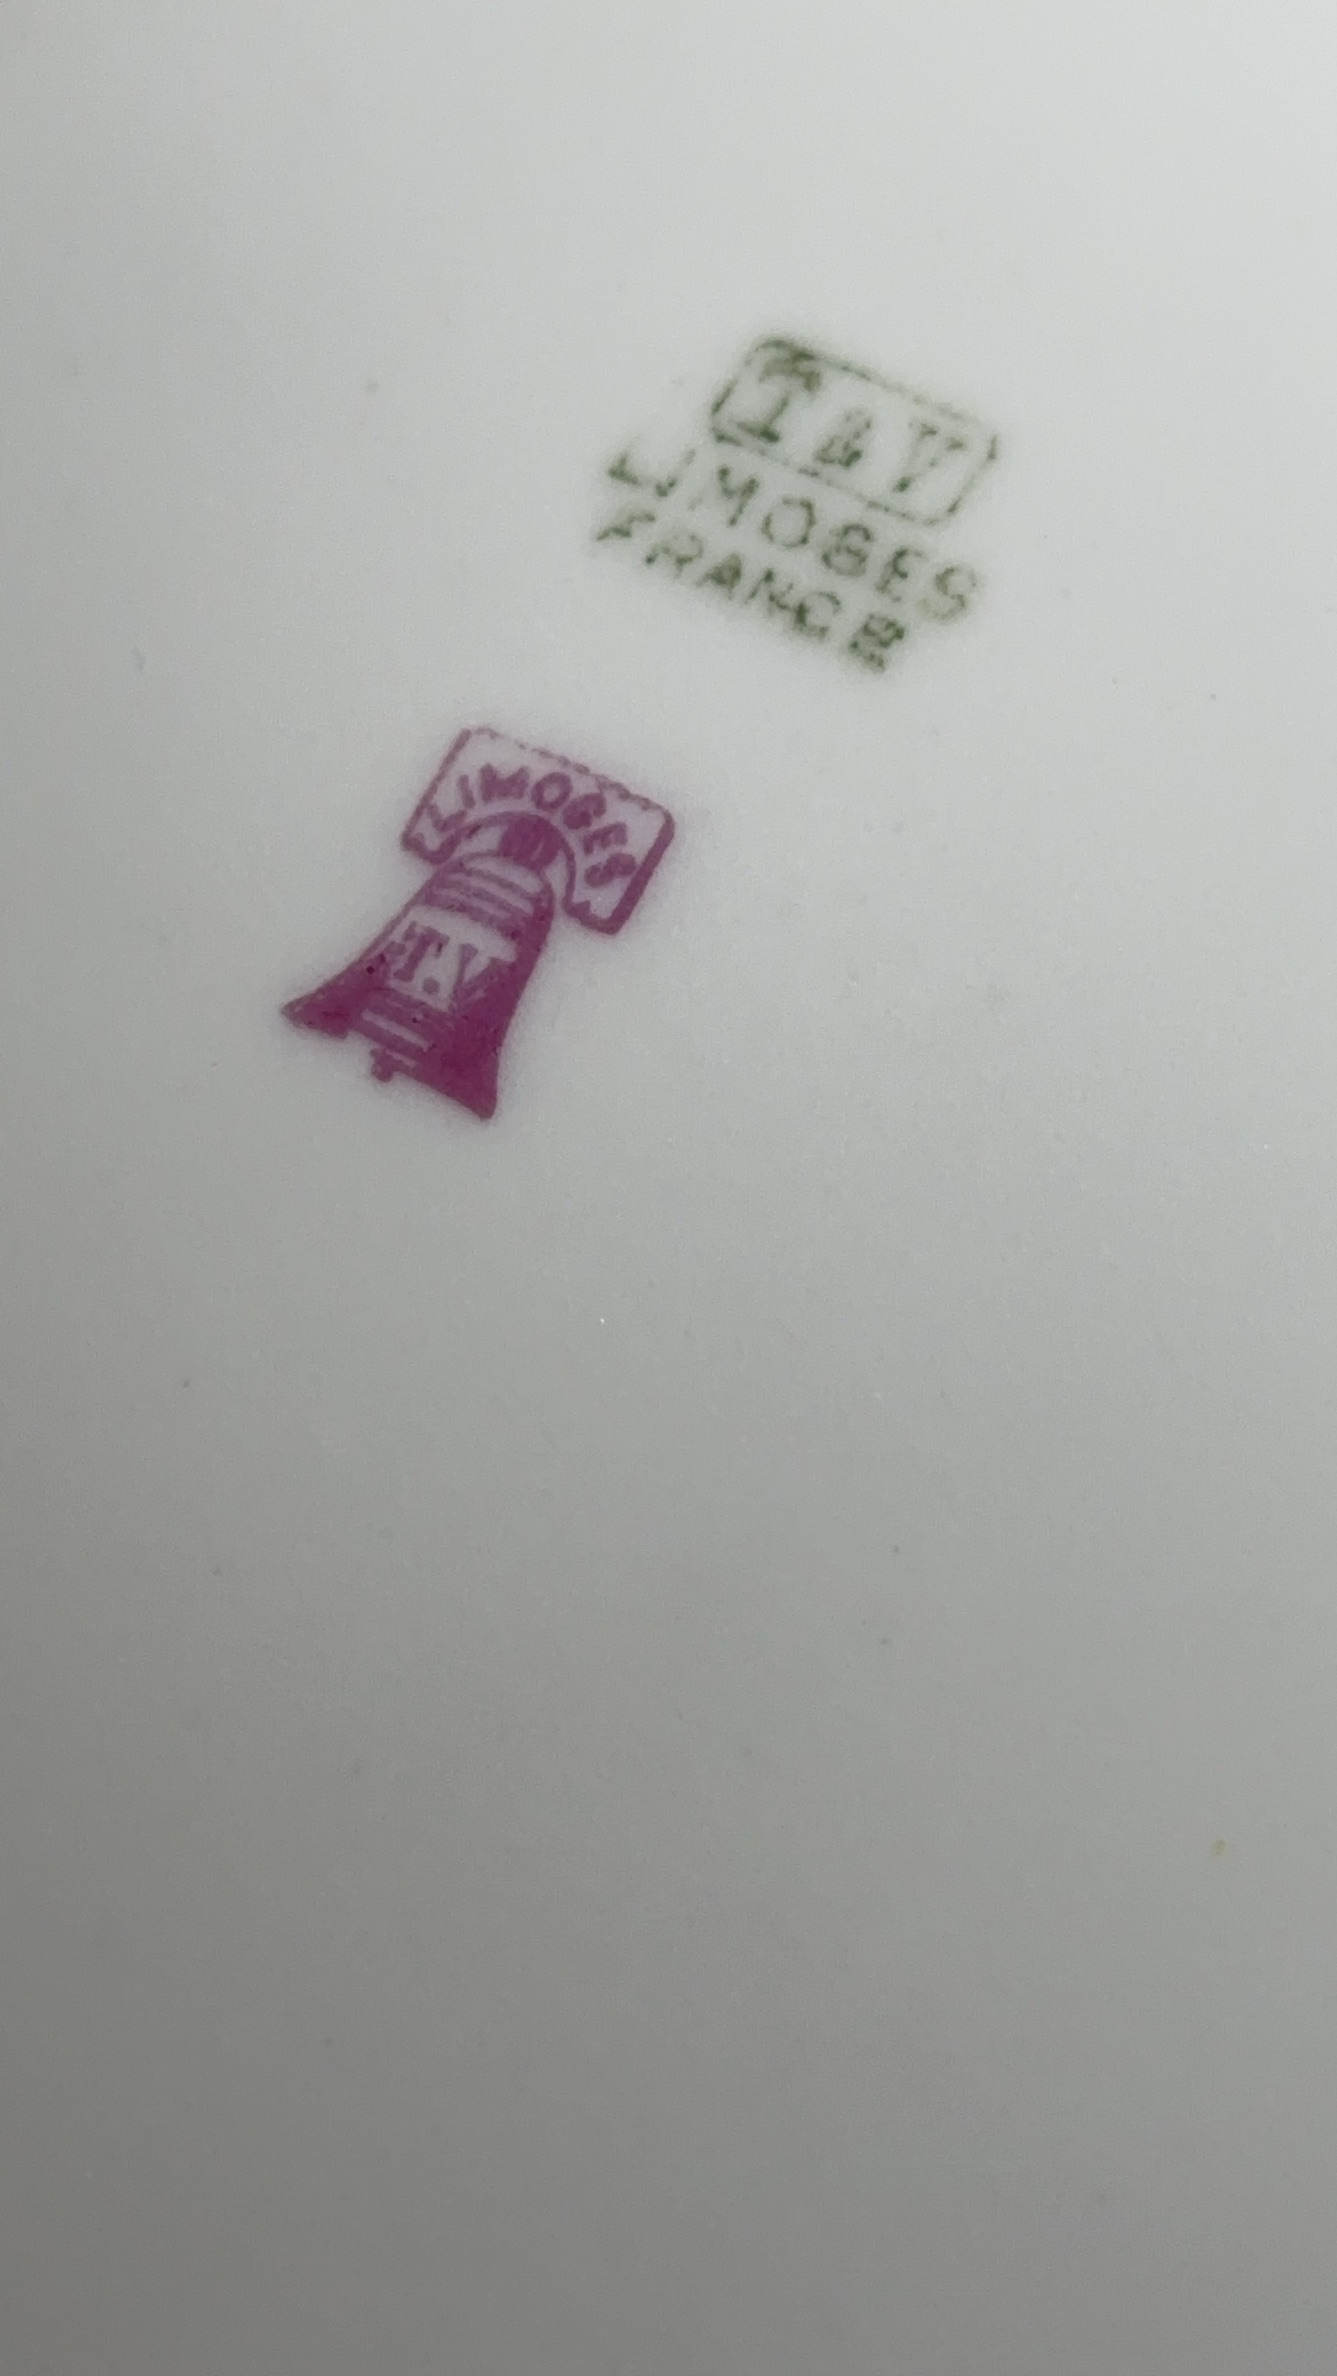 T & V
LIMOGES
FRANCE
LIMOGES
T.V